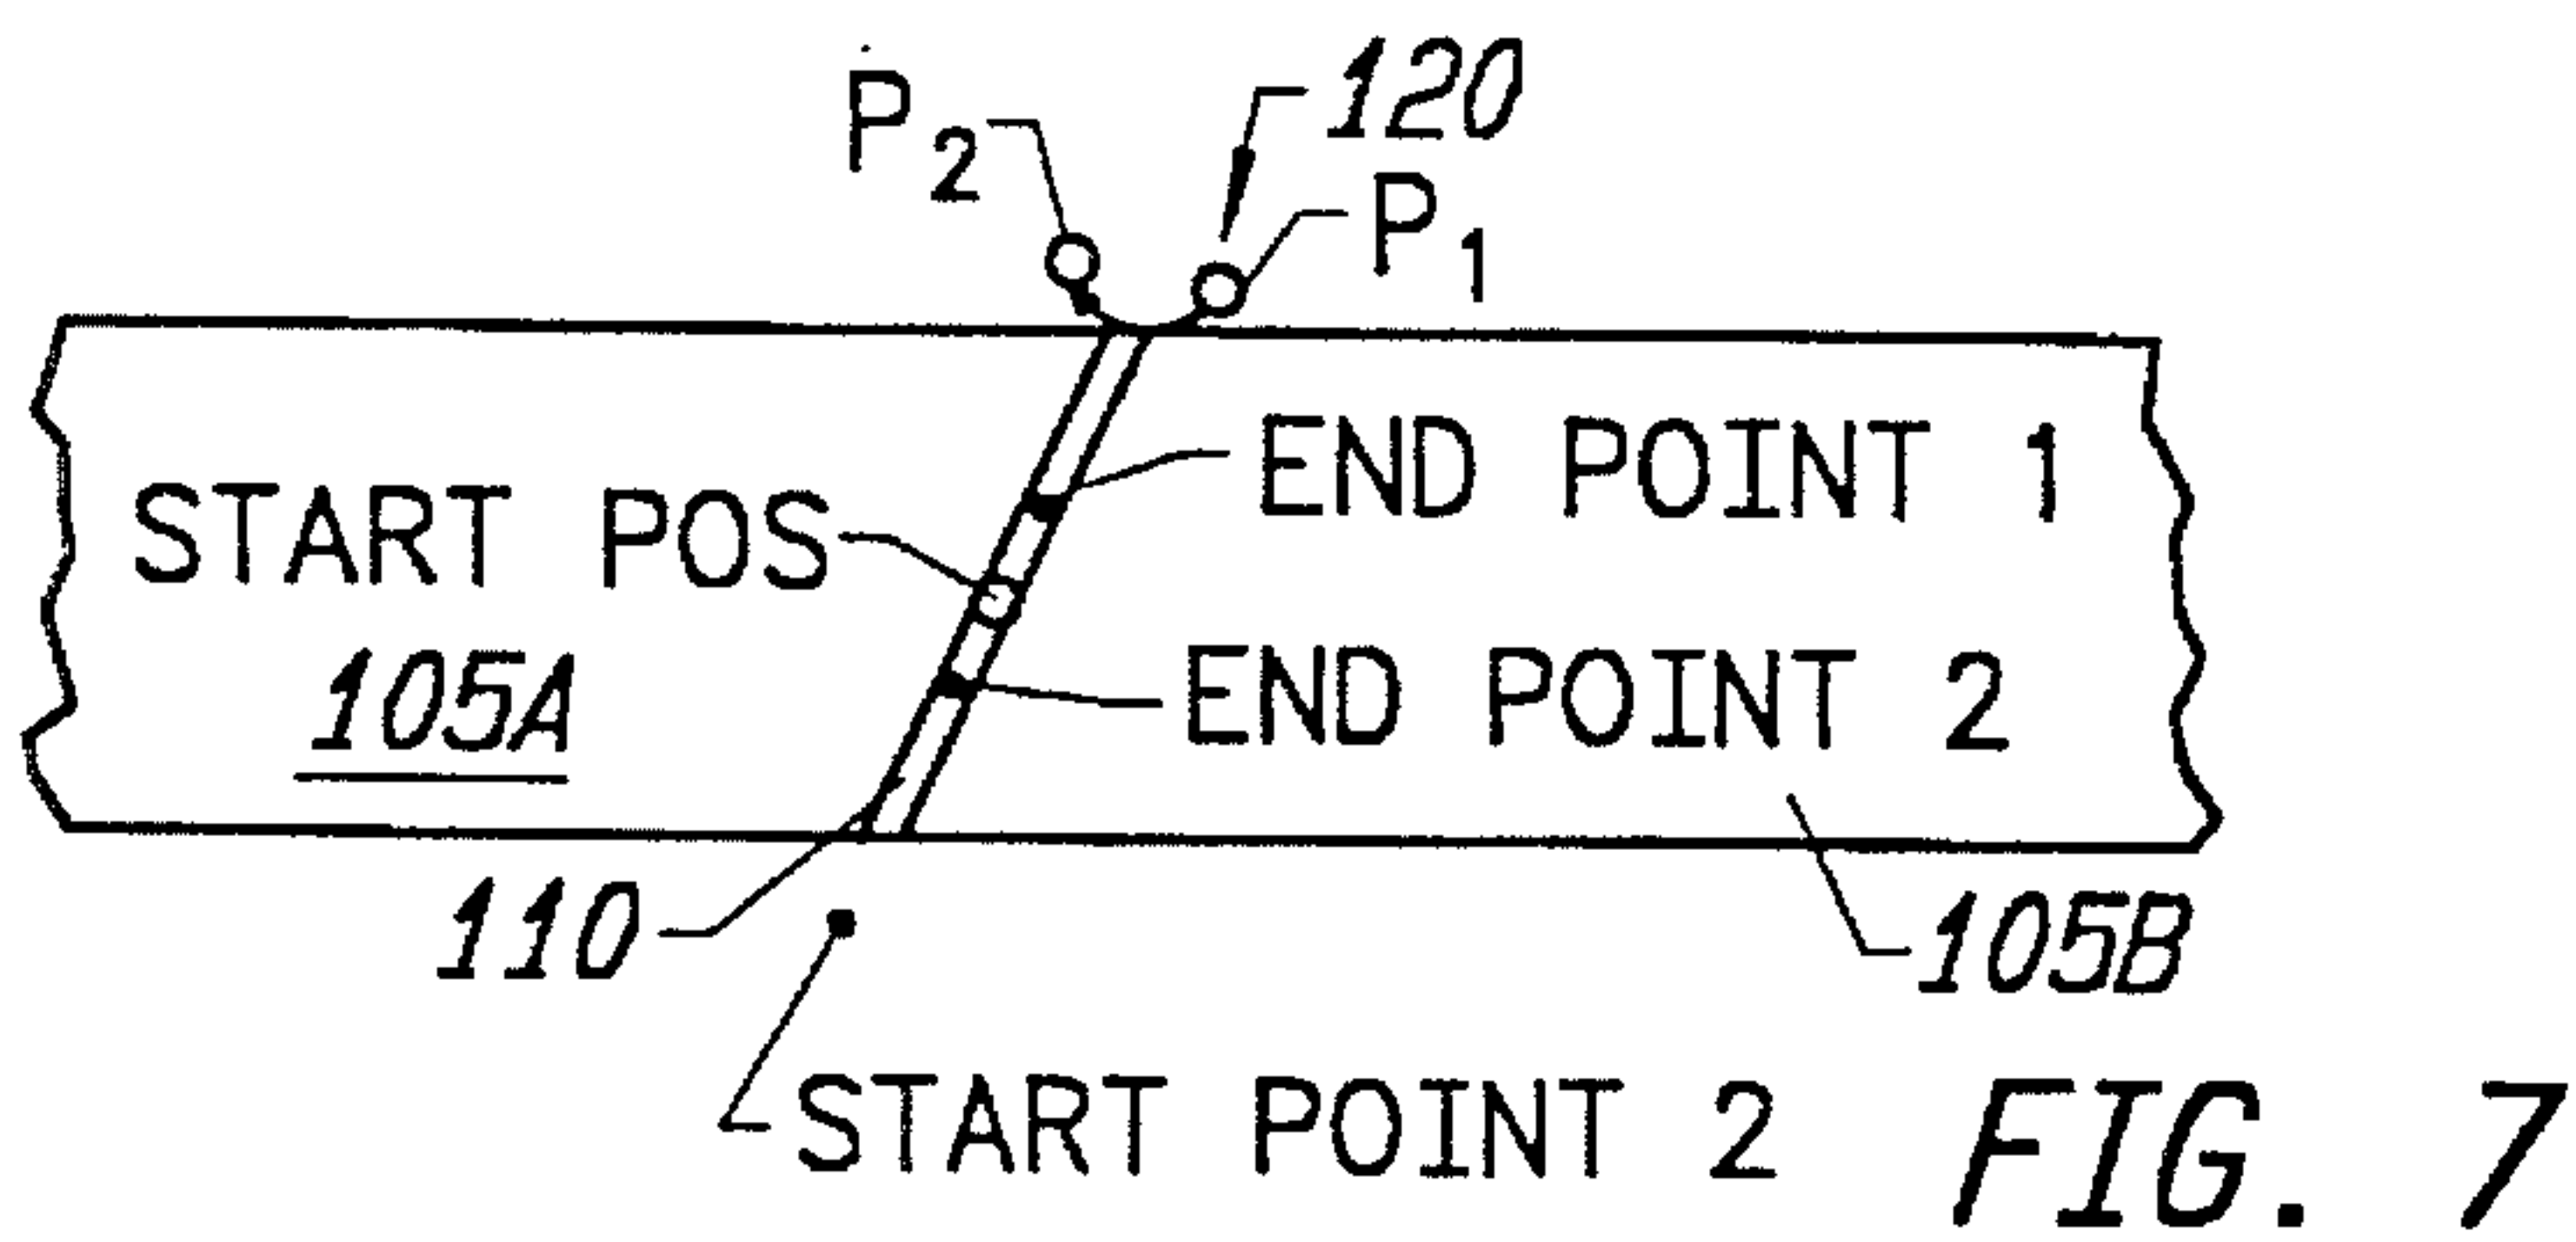 120
P2
P1
END POINT 1
START POS
105A
END POINT 2
110
105B
START POINT 2
FIG. 7